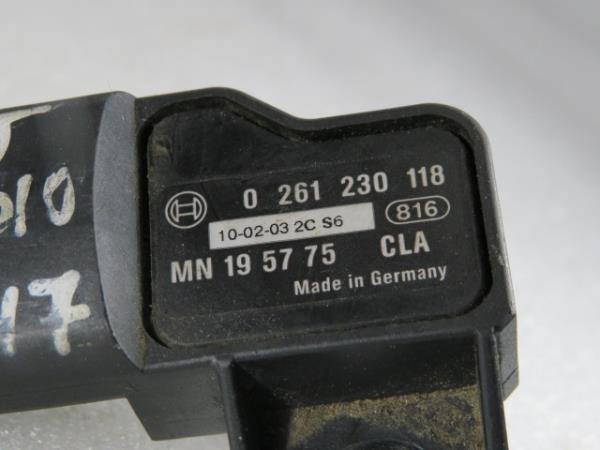 0 261 230 118
10-02-03 2C S6
816
MN 19 57 75 CLA
Made in Germany